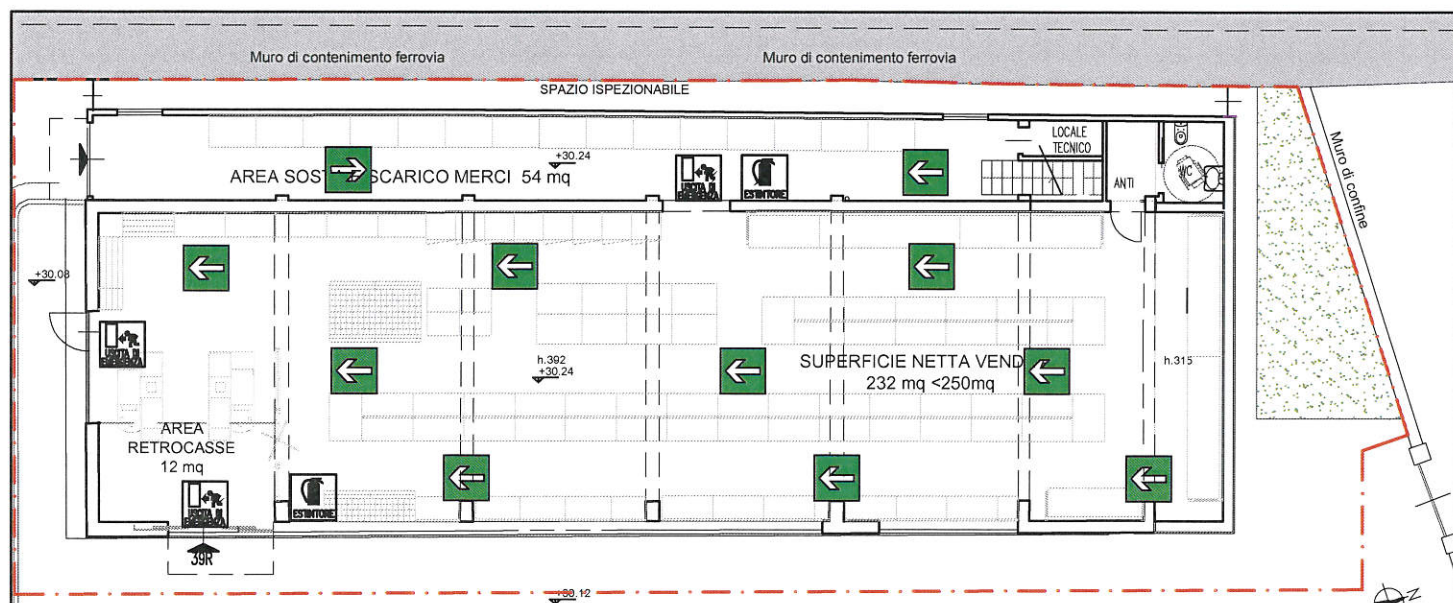 Muro di contenimento ferrovia
Muro di contenimento ferrovia
SPAZIO ISPEZIONABILE
LOCALE
TECNICO
+30.24
AREA SOST SCARICO MERCI 54 mq
USCITA DI
EMERGENZA
ESTINTORE
ANTI
WC
Muro di confine
+30.08
USCITA DI
EMERGENZA
h.392
+30.24
SUPERFICIE NETTA VEND
232 mq <250mq
h.315
AREA
RETROCASSE
12 mq
USCITA DI
EMERGENZA
ESTINTORE
39R
+30.12
N